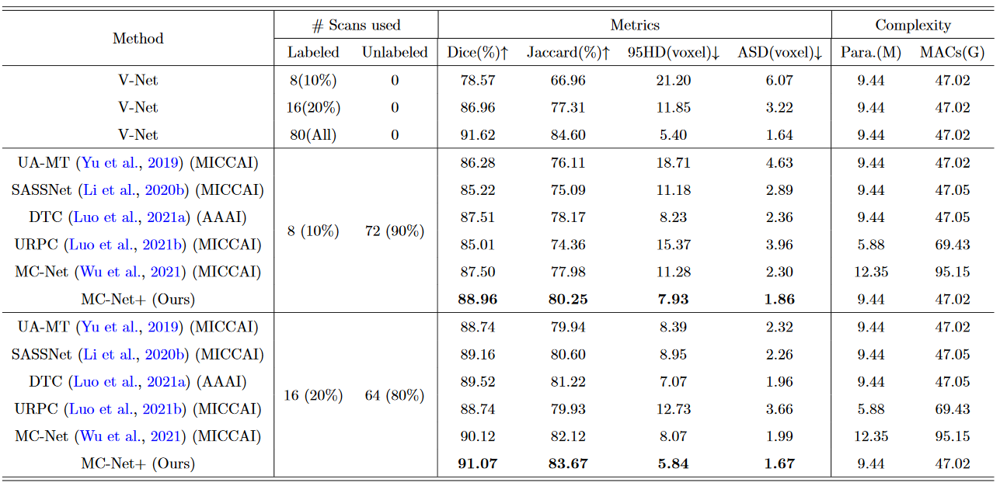 Method # Scans used Metrics Complexity
Labeled Unlabeled Dice(%)↑ Jaccard(%)↑ 95HD(voxel)↓ ASD(voxel)↓ Para.(M) MACs(G)
V-Net 8(10%) 0 78.57 66.96 21.20 6.07 9.44 47.02
V-Net 16(20%) 0 86.96 77.31 11.85 3.22 9.44 47.02
V-Net 80(All) 0 91.62 84.60 5.40 1.64 9.44 47.02
UA-MT (Yu et al., 2019) (MICCAI) 86.28 76.11 18.71 4.63 9.44 47.02
SASSNet (Li et al., 2020b) (MICCAI) 85.22 75.09 11.18 2.89 9.44 47.05
DTC (Luo et al., 2021a) (AAAI) 87.51 78.17 8.23 2.36 9.44 47.05
8 (10%) 72 (90%)
URPC (Luo et al., 2021b) (MICCAI) 85.01 74.36 15.37 3.96 5.88 69.43
MC-Net (Wu et al., 2021) (MICCAI) 87.50 77.98 11.28 2.30 12.35 95.15
MC-Net+ (Ours) 88.96 80.25 7.93 1.86 9.44 47.02
UA-MT (Yu et al., 2019) (MICCAI) 88.74 79.94 8.39 2.32 9.44 47.02
SASSNet (Li et al., 2020b) (MICCAI) 89.16 80.60 8.95 2.26 9.44 47.05
DTC (Luo et al., 2021a) (AAAI) 89.52 81.22 7.07 1.96 9.44 47.05
16 (20%) 64 (80%)
URPC (Luo et al., 2021b) (MICCAI) 88.74 79.93 12.73 3.66 5.88 69.43
MC-Net (Wu et al., 2021) (MICCAI) 90.12 82.12 8.07 1.99 12.35 95.15
MC-Net+ (Ours) 91.07 83.67 5.84 1.67 9.44 47.02